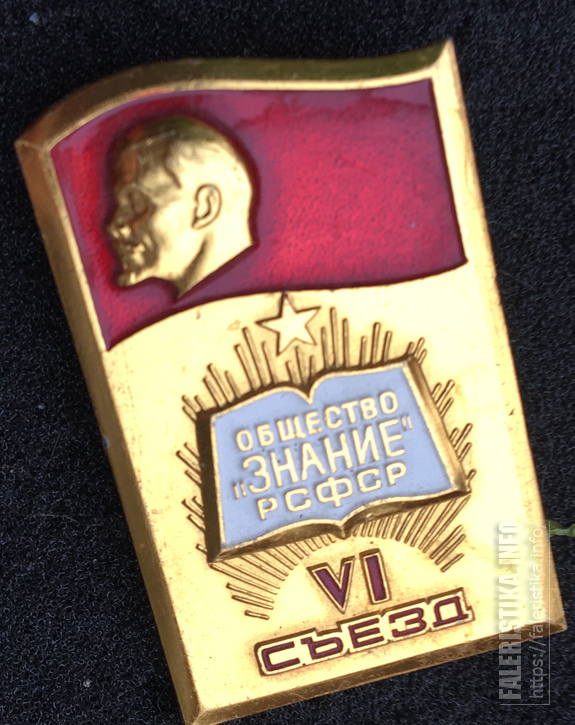 ОБЩЕСТВО
"ЗНАНИЕ"
РСФСР
VI
СЪЕЗД
FALERISTIKA.INFO
https://faleristika.info